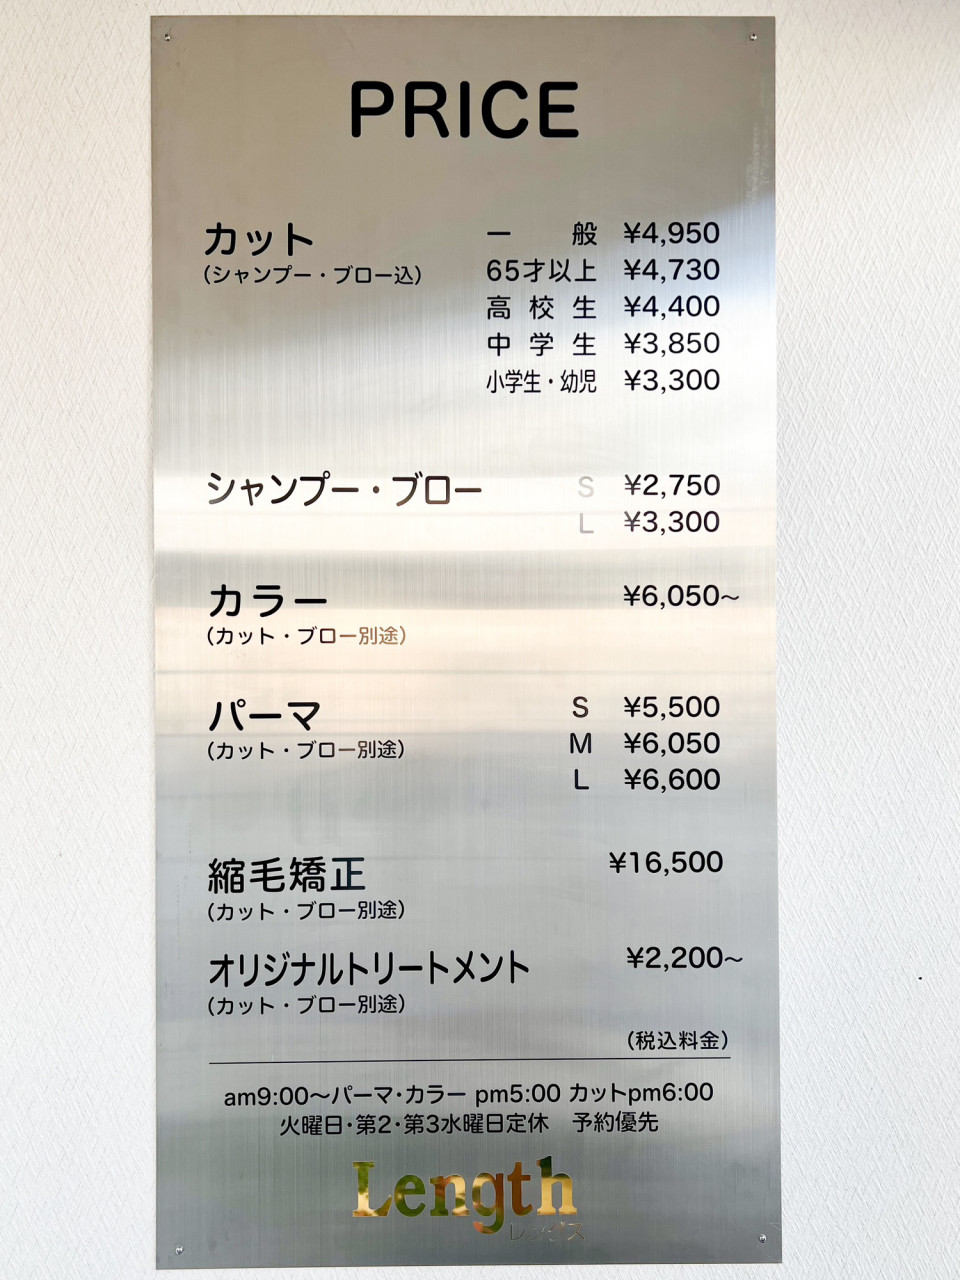 PRICE
カット 一般 ¥4,950
(シャンプー・ブロー込) 65才以上 ¥4,730
高校生 ¥4,400
中学生 ¥3,850
小学生・幼児 ¥3,300
シャンプー・ブロー S ¥2,750
L ¥3,300
カラー ¥6,050〜
(カット・ブロー別途)
パーマ S ¥5,500
(カット・ブロー別途) M ¥6,050
L ¥6,600
縮毛矯正 ¥16,500
(カット・ブロー別途)
オリジナルトリートメント ¥2,200〜
(カット・ブロー別途)
(税込料金)
am9:00〜パーマ・カラー pm5:00 カットpm6:00
火曜日・第2・第3水曜日定休 予約優先
Length